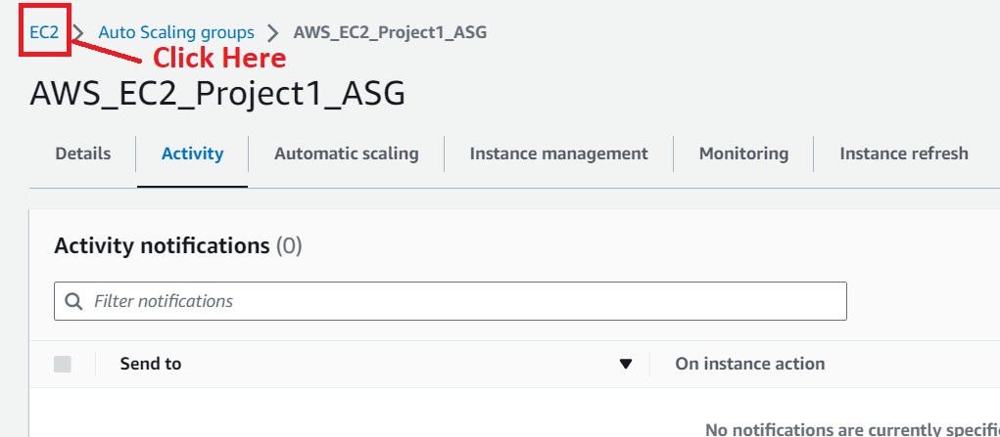 EC2 > Auto Scaling groups > AWS_EC2_Project1_ASG
Click Here
AWS_EC2_Project1_ASG
Details Activity Automatic scaling Instance management Monitoring Instance refresh
Activity notifications (0)
Filter notifications
Send to On instance action
No notifications are currently specifi